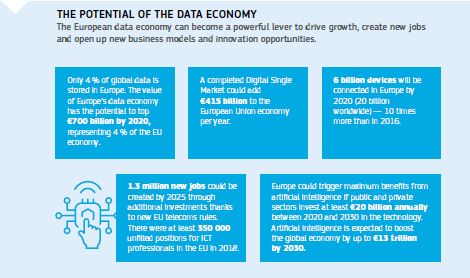 THE POTENTIAL OF THE DATA ECONOMY
The European data economy can become a powerful lever to drive growth, create new jobs
and open up new business models and innovation opportunities.
Only 4 % of global data is
stored in Europe. The value
of Europe's data economy
has the potential to top
€700 billion by 2020,
representing 4 % of the EU
economy.
A completed Digital Single
Market could add
€415 billion to the
European Union economy
per year.
6 billion devices will be
connected in Europe by
2020 (20 billion
worldwide) — 10 times
more than in 2016.
1.3 million new jobs could be
created by 2025 through
additional investments thanks
to new EU telecoms rules.
There were at least 350 000
unfilled positions for ICT
professionals in the EU in 2018.
Europe could trigger maximum benefits from
artificial intelligence if public and private
sectors invest at least €20 billion annually
between 2020 and 2030 in the technology.
Artificial intelligence is expected to boost
the global economy by up to €13 trillion
by 2030.